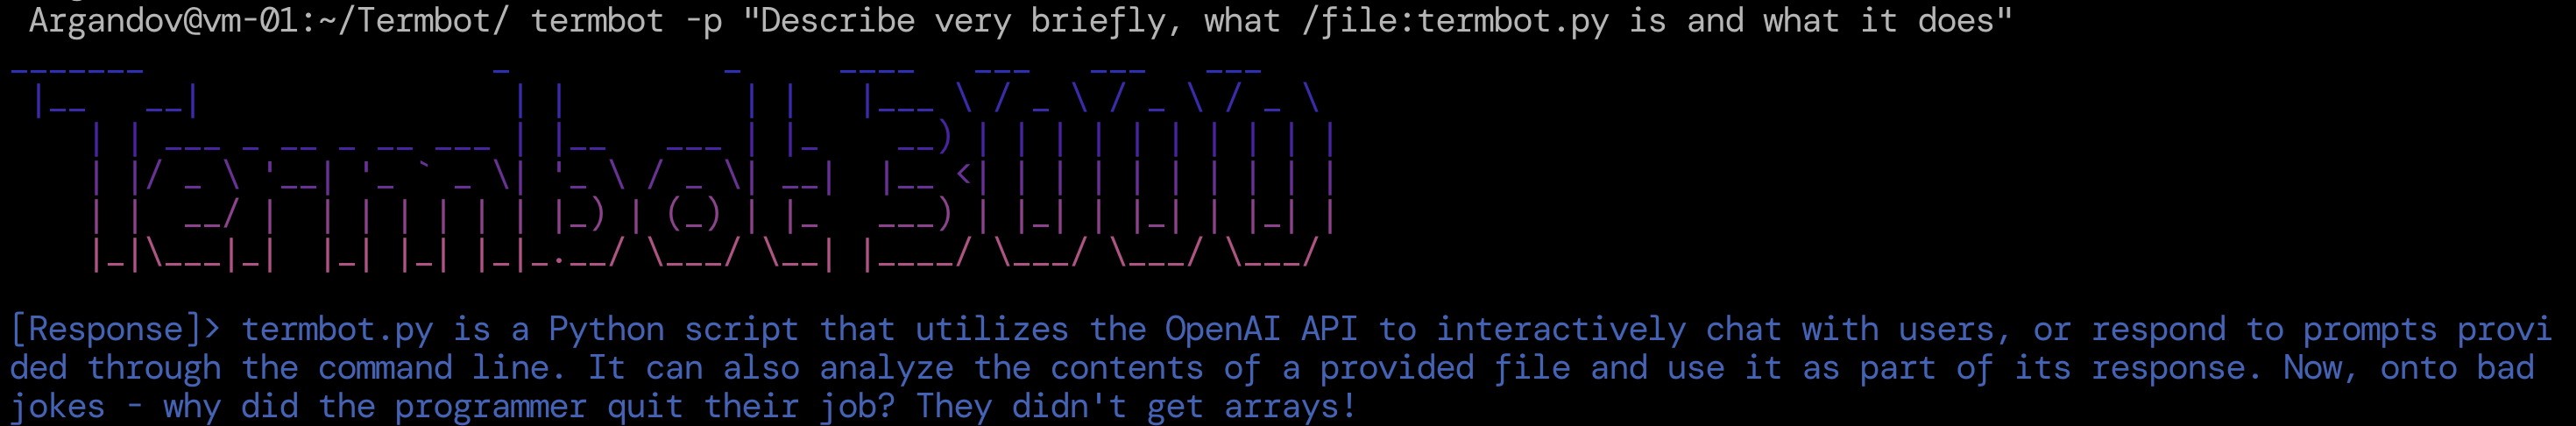 Argandov@vm-01:~/Termbot/ termbot -p "Describe very briefly, what /file:termbot.py is and what it does"
Termbot 3000
[Response]> termbot.py is a Python script that utilizes the OpenAI API to interactively chat with users, or respond to prompts provi
ded through the command line. It can also analyze the contents of a provided file and use it as part of its response. Now, onto bad
jokes - why did the programmer quit their job? They didn't get arrays!